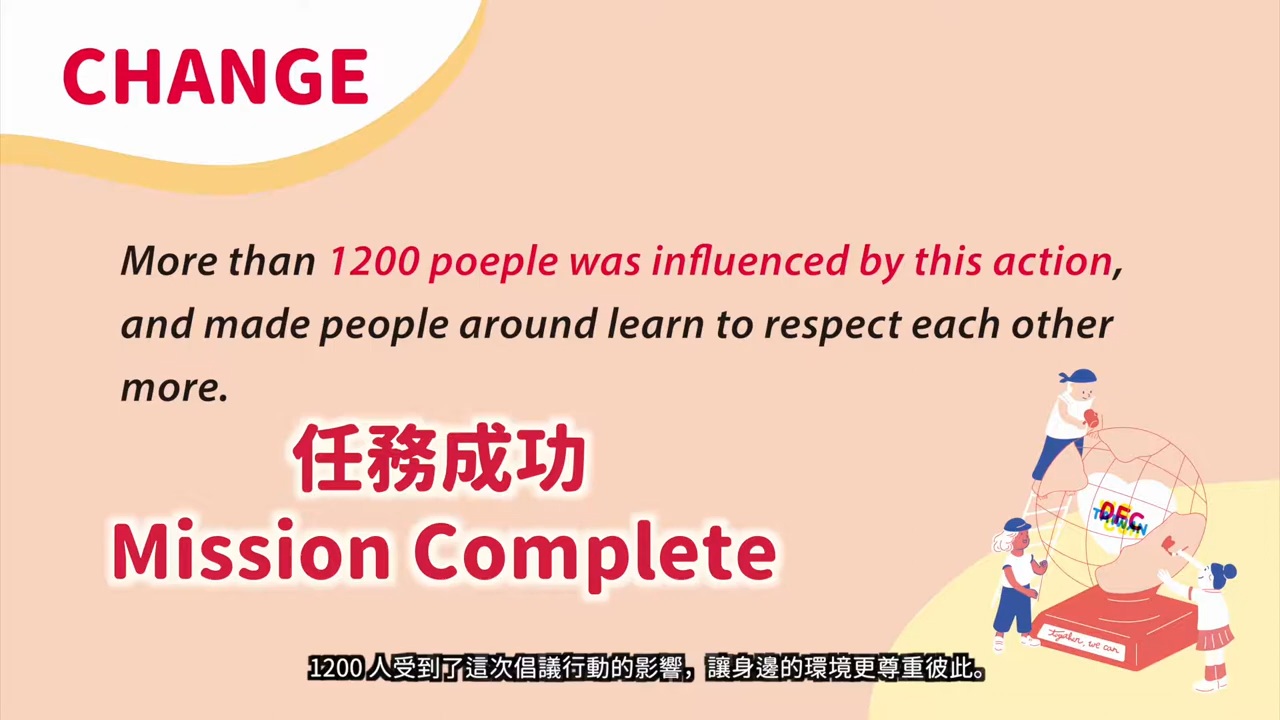 CHANGE
More than 1200 poeple was influenced by this action,
and made people around learn to respect each other
more.
任務成功
Mission Complete
DFC
TAIWAN
together, we can
1200 人受到了這次倡議行動的影響，讓身邊的環境更尊重彼此。